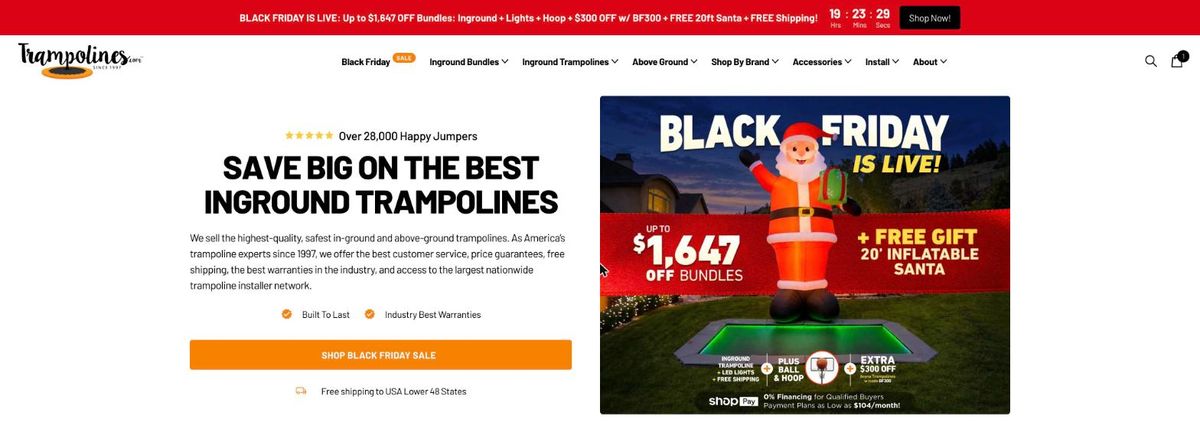 BLACK FRIDAY IS LIVE: Up to $1,647 OFF Bundles: Inground + Lights + Hoop + $300 OFF w/ BF300 + FREE 20ft Santa + FREE Shipping!
19 : 23 : 29
Hrs Mins Secs
Shop Now!
Trampolines.com
SINCE 1997
Black Friday SALE
Inground Bundles
Inground Trampolines
Above Ground
Shop By Brand
Accessories
Install
About
1
Over 28,000 Happy Jumpers
SAVE BIG ON THE BEST
INGROUND TRAMPOLINES
We sell the highest-quality, safest in-ground and above-ground trampolines. As America's
trampoline experts since 1997, we offer the best customer service, price guarantees, free
shipping, the best warranties in the industry, and access to the largest nationwide
trampoline installer network.
Built To Last
Industry Best Warranties
SHOP BLACK FRIDAY SALE
Free shipping to USA Lower 48 States
BLACK FRIDAY
IS LIVE!
UP TO
$1,647
OFF BUNDLES
+ FREE GIFT
20' INFLATABLE
SANTA
INGROUND
TRAMPOLINE
+ LED LIGHTS
+ FREE SHIPPING
+
PLUS
BALL
& HOOP
+
EXTRA
$300 OFF
shop Pay
0% Financing for Qualified Buyers
Payment Plans as Low as $104/month!